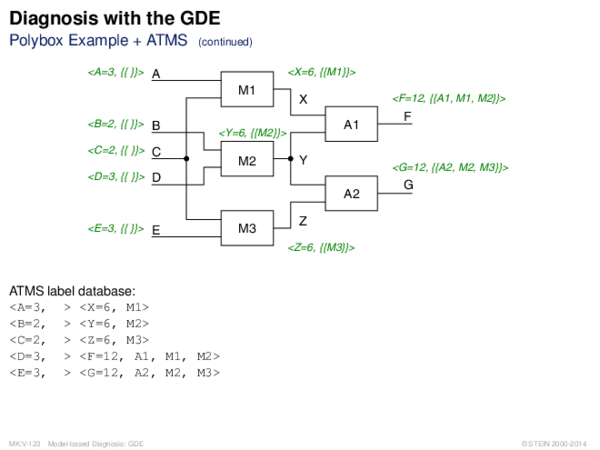 Diagnosis with the GDE
Polybox Example + ATMS (continued)
<A=3, {{ }}> A
<X=6, {{M1}}>
M1
X
<F=12, {{A1, M1, M2}}>
F
A1
<B=2, {{ }}> B
<Y=6, {{M2}}>
<C=2, {{ }}> C
M2
Y
<D=3, {{ }}> D
<G=12, {{A2, M2, M3}}>
G
A2
<E=3, {{ }}> E
M3
Z
<Z=6, {{M3}}>
ATMS label database:
<A=3, > <X=6, M1>
<B=2, > <Y=6, M2>
<C=2, > <Z=6, M3>
<D=3, > <F=12, A1, M1, M2>
<E=3, > <G=12, A2, M2, M3>
MK:V-123 Model-based Diagnosis: GDE ©STEIN 2000-2014